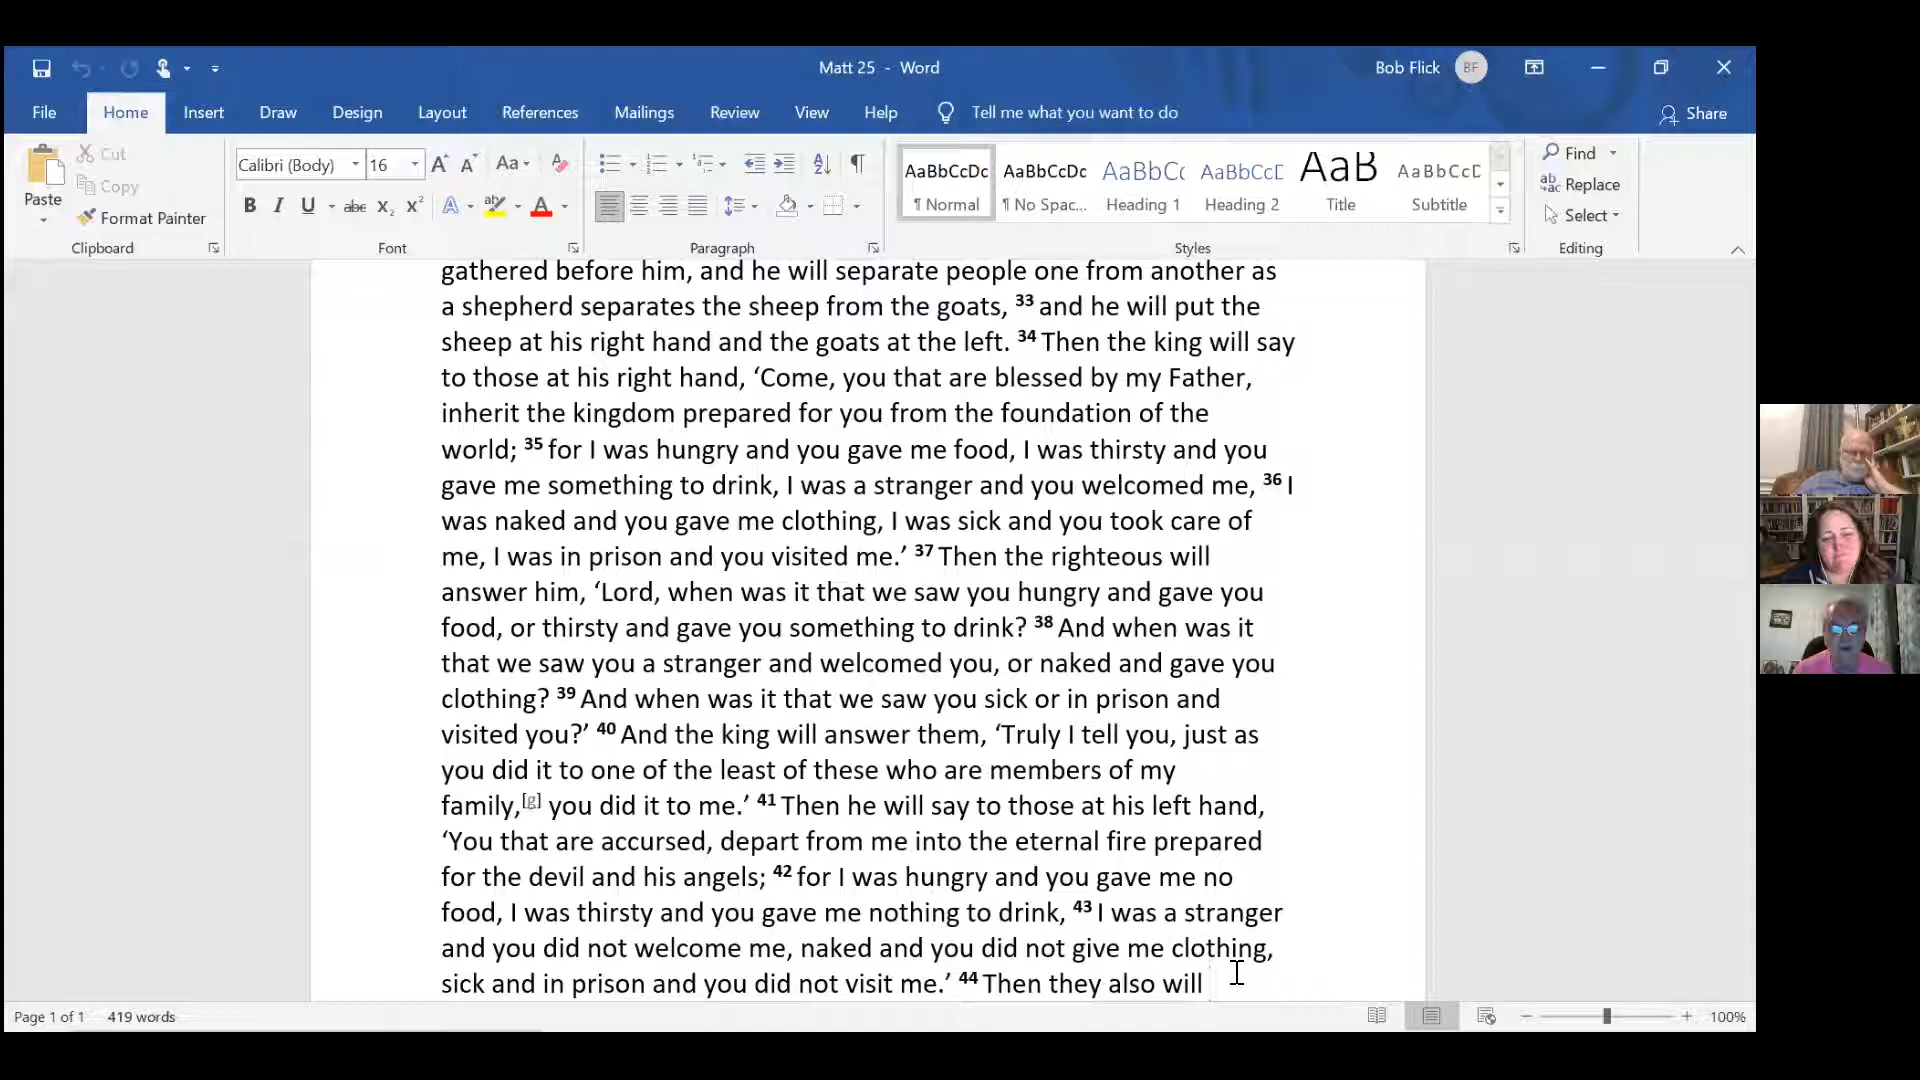 Matt 25 - Word
Bob Flick BF
File Home Insert Draw Design Layout References Mailings Review View Help Tell me what you want to do Share
Paste
Cut
Copy
Format Painter
Clipboard
Calibri (Body) 16
Font
Paragraph
AaBbCcDc AaBbCcDc AaBbCc AaBbCcD AaB AaBbCcD
¶ Normal ¶ No Spac... Heading 1 Heading 2 Title Subtitle
Styles
Find
Replace
Select
Editing
gathered before him, and he will separate people one from another as
a shepherd separates the sheep from the goats, 33 and he will put the
sheep at his right hand and the goats at the left. 34 Then the king will say
to those at his right hand, ‘Come, you that are blessed by my Father,
inherit the kingdom prepared for you from the foundation of the
world; 35 for I was hungry and you gave me food, I was thirsty and you
gave me something to drink, I was a stranger and you welcomed me, 36 I
was naked and you gave me clothing, I was sick and you took care of
me, I was in prison and you visited me.’ 37 Then the righteous will
answer him, ‘Lord, when was it that we saw you hungry and gave you
food, or thirsty and gave you something to drink? 38 And when was it
that we saw you a stranger and welcomed you, or naked and gave you
clothing? 39 And when was it that we saw you sick or in prison and
visited you?’ 40 And the king will answer them, ‘Truly I tell you, just as
you did it to one of the least of these who are members of my
family,[g] you did it to me.’ 41 Then he will say to those at his left hand,
‘You that are accursed, depart from me into the eternal fire prepared
for the devil and his angels; 42 for I was hungry and you gave me no
food, I was thirsty and you gave me nothing to drink, 43 I was a stranger
and you did not welcome me, naked and you did not give me clothing,
sick and in prison and you did not visit me.’ 44 Then they also will
Page 1 of 1 419 words 100%